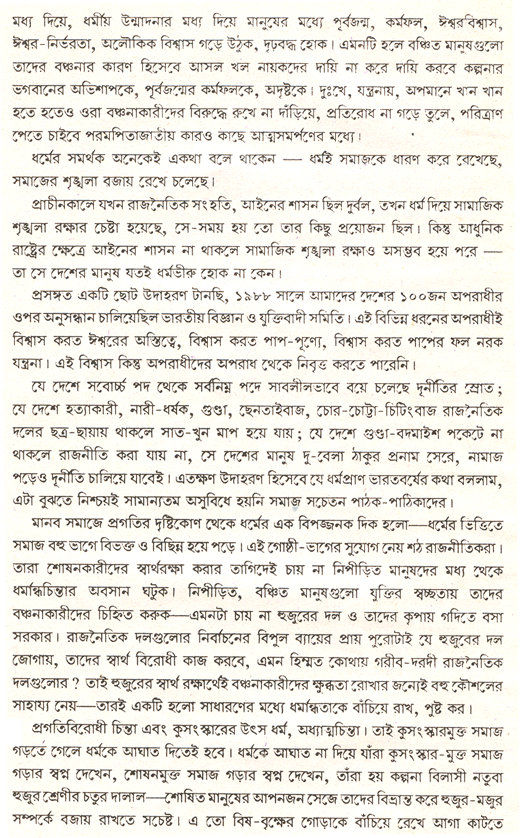 মধ্য দিয়ে, ধর্মীয় উন্মাদনার মধ্য দিয়ে মানুষের মধ্যে পূর্বজন্ম, কর্মফল, ঈশ্বরবিশ্বাস,
ঈশ্বর-নির্ভরতা, অলৌকিক বিশ্বাস গড়ে উঠুক, দৃঢ়বদ্ধ হোক। এমনটি হলে বঞ্চিত মানুষগুলো
তাদের বঞ্চনার কারণ হিসেবে আসল খল নায়কদের দায়ি না করে দায়ি করবে কল্পনার
ভগবানের অভিশাপকে, পূর্বজন্মের কর্মফলকে, অদৃষ্টকে। দুঃখে, যন্ত্রনায়, অপমানে খান খান
হতে হতেও ওরা বঞ্চনাকারীদের বিরুদ্ধে রুখে না দাঁড়িয়ে, প্রতিরোধ না গড়ে তুলে, পরিত্রাণ
পেতে চাইবে পরমপিতাজাতীয় কারও কাছে আত্মসমর্পণের মধ্যে।
ধর্মের সমর্থক অনেকেই একথা বলে থাকেন — ধর্মই সমাজকে ধারণ করে রেখেছে,
সমাজের শৃঙ্খলা বজায় রেখে চলেছে।
প্রাচীনকালে যখন রাজনৈতিক সংহতি, আইনের শাসন ছিল দুর্বল, তখন ধর্ম দিয়ে সামাজিক
শৃঙ্খলা রক্ষার চেষ্টা হয়েছে, সে-সময় হয় তো তার কিছু প্রয়োজন ছিল। কিন্তু আধুনিক
রাষ্ট্রের ক্ষেত্রে আইনের শাসন না থাকলে সামাজিক শৃঙ্খলা রক্ষাও অসম্ভব হয়ে পরে —
তা সে দেশের মানুষ যতই ধর্মভীরু হোক না কেন।
প্রসঙ্গত একটি ছোট উদাহরণ টানছি, ১৯৮৮ সালে আমাদের দেশের ১০০জন অপরাধীর
ওপর অনুসন্ধান চালিয়েছিল ভারতীয় বিজ্ঞান ও যুক্তিবাদী সমিতি। এই বিভিন্ন ধরনের অপরাধীই
বিশ্বাস করত ঈশ্বরের অস্তিত্বে, বিশ্বাস করত পাপ-পূণ্যে, বিশ্বাস করত পাপের ফল নরক
যন্ত্রনা। এই বিশ্বাস কিন্তু অপরাধীদের অপরাধ থেকে নিবৃত্ত করতে পারেনি।
যে দেশে সবোর্চ্চ পদ থেকে সর্বনিম্ন পদে সাবলীলভাবে বয়ে চলেছে দূর্নীতির স্রোত;
যে দেশে হত্যাকারী, নারী-ধর্ষক, গুণ্ডা, ছেনতাইবাজ, চোর-চোট্টা-চিটিংবাজ রাজনৈতিক
দলের ছত্র-ছায়ায় থাকলে সাত-খুন মাপ হয়ে যায়; যে দেশে গুণ্ডা-বদমাইশ পকেটে না
থাকলে রাজনীতি করা যায় না, সে দেশের মানুষ দু-বেলা ঠাকুর প্রনাম সেরে, নামাজ
পড়েও দূর্নীতি চালিয়ে যাবেই। এতক্ষণ উদাহরণ হিসেবে যে ধর্মপ্রাণ ভারতবর্ষের কথা বললাম,
এটা বুঝতে নিশ্চয়ই সামান্যতম অসুবিধে হয়নি সমাজ সচেতন পাঠক-পাঠিকাদের।
মানব সমাজে প্রগতির দৃষ্টিকোণ থেকে ধর্মের এক বিপজ্জনক দিক হলো—ধর্মের ভিত্তিতে
সমাজ বহু ভাগে বিভক্ত ও বিছিন্ন হয়ে পড়ে। এই গোষ্ঠী-ভাগের সুযোগ নেয় শঠ রাজনীতিকরা।
তারা শোষনকারীদের স্বার্থরক্ষা করার তাগিদেই চায় না নিপীড়িত মানুষদের মধ্য থেকে
ধর্মান্ধচিন্তার অবসান ঘটুক। নিপীড়িত, বঞ্চিত মানুষগুলো যুক্তির স্বচ্ছতায় তাদের
বঞ্চনাকারীদের চিহ্নিত করুক—এমনটা চায় না হুজুরের দল ও তাদের কৃপায় গদিতে বসা
সরকার। রাজনৈতিক দলগুলোর নির্বাচনের বিপুল ব্যায়ের প্রায় পুরোটাই যে হুজুরের দল
জোগায়, তাদের স্বার্থ বিরোধী কাজ করবে, এমন হিম্মত কোথায় গরীব-দরদী রাজনৈতিক
দলগুলোর ? তাই হুজুরের স্বার্থ রক্ষার্থেই বঞ্চনাকারীদের ক্ষুব্ধতা রোখার জন্যেই বহু কৌশলের
সাহায্য নেয়—তারই একটি হলো সাধারণের মধ্যে ধর্মান্ধতাকে বাঁচিয়ে রাখ, পুষ্ট কর।
প্রগতিবিরোধী চিন্তা এবং কুসংস্কারের উৎস ধর্ম, অধ্যাত্মচিন্তা। তাই কুসংস্কারমুক্ত সমাজ
গড়তে গেলে ধর্মকে আঘাত দিতেই হবে। ধর্মকে আঘাত না দিয়ে যাঁরা কুসংস্কার-মুক্ত সমাজ
গড়ার স্বপ্ন দেখেন, শোষনমুক্ত সমাজ গড়ার স্বপ্ন দেখেন, তাঁরা হয় কল্পনা বিলাসী নতুবা
হুজুর শ্রেণীর চতুর দালাল—শোষিত মানুষের আপনজন সেজে তাদের বিভ্রান্ত করে হুজুর-মজুর
সম্পর্কে বজায় রাখতে সচেষ্ট। এ তো বিষ-বৃক্ষের গোড়াকে বাঁচিয়ে রেখে আগা কাটতে